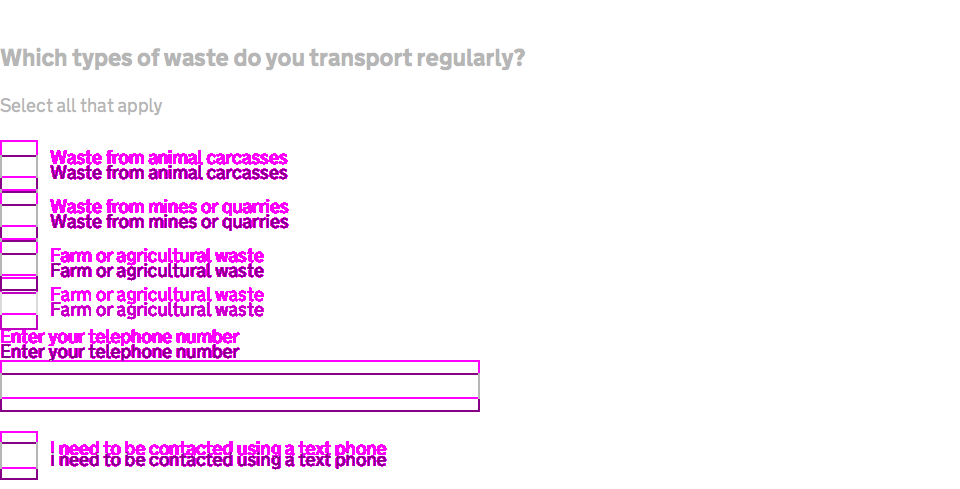 Which types of waste do you transport regularly?
Select all that apply
Waste from animal carcasses
Waste from animal carcasses
Waste from mines or quarries
Waste from mines or quarries
Farm or agricultural waste
Farm or agricultural waste
Farm or agricultural waste
Farm or agricultural waste
Enter your telephone number
Enter your telephone number
I need to be contacted using a text phone
I need to be contacted using a text phone